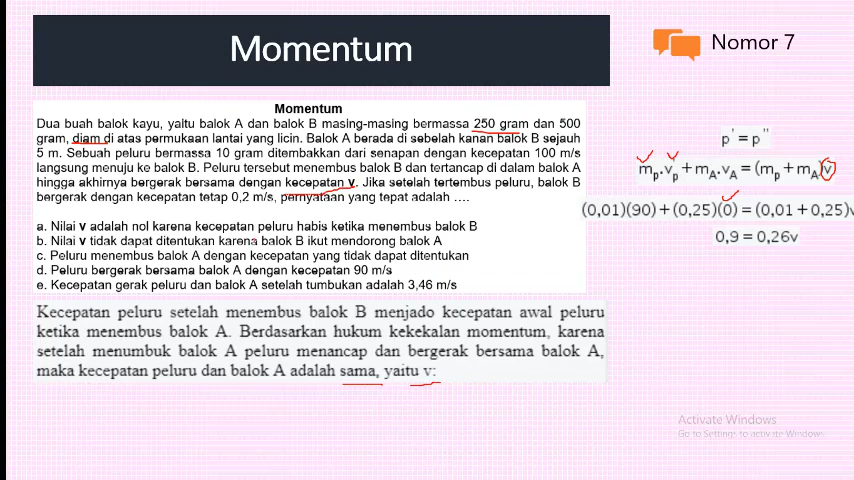 Momentum
Nomor 7
Momentum
Dua buah balok kayu, yaitu balok A dan balok B masing-masing bermassa 250 gram dan 500
gram, diam di atas permukaan lantai yang licin. Balok A berada di sebelah kanan balok B sejauh
5 m. Sebuah peluru bermassa 10 gram ditembakkan dari senapan dengan kecepatan 100 m/s
langsung menuju ke balok B. Peluru tersebut menembus balok B dan tertancap di dalam balok A
hingga akhirnya bergerak bersama dengan kecepatan v. Jika setelah tertembus peluru, balok B
bergerak dengan kecepatan tetap 0,2 m/s, pernyataan yang tepat adalah ....
a. Nilai v adalah nol karena kecepatan peluru habis ketika menembus balok B
b. Nilai v tidak dapat ditentukan karena balok B ikut mendorong balok A
c. Peluru menembus balok A dengan kecepatan yang tidak dapat ditentukan
d. Peluru bergerak bersama balok A dengan kecepatan 90 m/s
e. Kecepatan gerak peluru dan balok A setelah tumbukan adalah 3,46 m/s
Kecepatan peluru setelah menembus balok B menjado kecepatan awal peluru
ketika menembus balok A. Berdasarkan hukum kekekalan momentum, karena
setelah menumbuk balok A peluru menancap dan bergerak bersama balok A,
maka kecepatan peluru dan balok A adalah sama, yaitu v:
p' = p"
mₚ.vₚ + m_A.v_A = (mₚ + m_A)v
(0,01)(90) + (0,25)(0) = (0,01 + 0,25)v
0,9 = 0,26v
Activate Windows
Go to Settings to activate Windows.